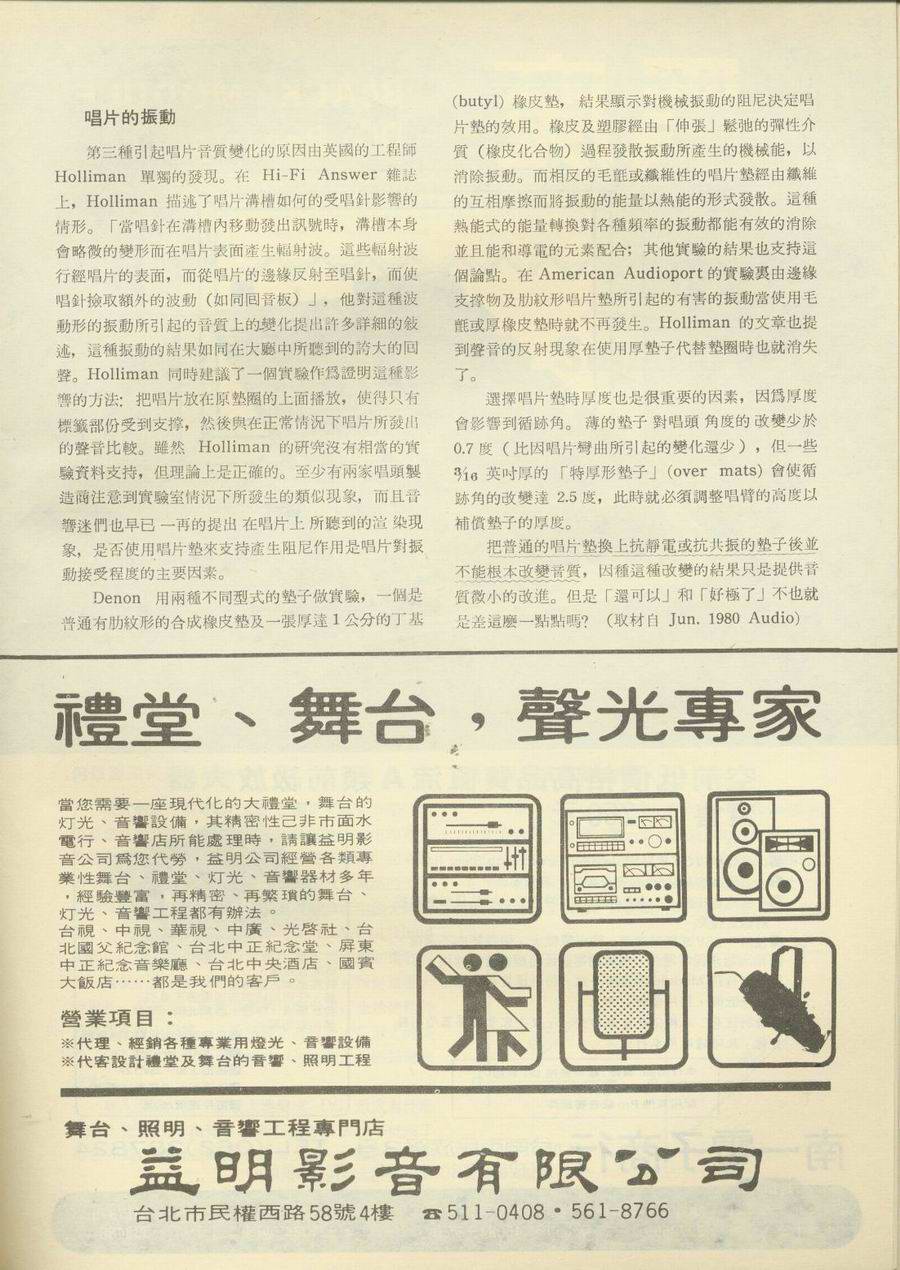 唱片的振動
第三種引起唱片音質變化的原因由英國的工程師
Holliman 單獨的發現。在 Hi-Fi Answer 雜誌
上，Holliman 描述了唱片溝槽如何的受唱針影響的
情形。「當唱針在溝槽內移動發出訊號時，溝槽本身
會略微的變形而在唱片表面產生輻射波。這些輻射波
行經唱片的表面，而從唱片的邊緣反射至唱針，而使
唱針撿取額外的波動（如同回音板）」，他對這種波
動形的振動所引起的音質上的變化提出許多詳細的敍
述，這種振動的結果如同在大廳中所聽到的誇大的回
聲。Holliman 同時建議了一個實驗作爲證明這種影
響的方法：把唱片放在原墊圈的上面播放，使得只有
標籤部份受到支撐，然後與在正常情況下唱片所發出
的聲音比較。雖然 Holliman 的研究沒有相當的實
驗資料支持，但理論上是正確的。至少有兩家唱頭製
造商注意到實驗室情況下所發生的類似現象，而且音
響迷們也早已一再的提出在唱片上所聽到的渲染現
象，是否使用唱片墊來支持產生阻尼作用是唱片對振
動接受程度的主要因素。
Denon 用兩種不同型式的墊子做實驗，一個是
普通有肋紋形的合成橡皮墊及一張厚達1公分的丁基
(butyl) 橡皮墊，結果顯示對機械振動的阻尼決定唱
片墊的效用。橡皮及塑膠經由「伸張」鬆弛的彈性介
質（橡皮化合物）過程發散振動所產生的機械能，以
消除振動。而相反的毛氈或纖維性的唱片墊經由纖維
的互相摩擦而將振動的能量以熱能的形式發散。這種
熱能式的能量轉換對各種頻率的振動都能有效的消除
並且能和導電的元素配合；其他實驗的結果也支持這
個論點。在 American Audioport 的實驗裏由邊緣
支撐物及肋紋形唱片墊所引起的有害的振動當使用毛
氈或厚橡皮墊時就不再發生。Holliman 的文章也提
到聲音的反射現象在使用厚墊子代替墊圈時也就消失
了。
選擇唱片墊時厚度也是很重要的因素，因爲厚度
會影響到循跡角。薄的墊子對唱頭角度的改變少於
0.7 度（比因唱片彎曲所引起的變化還少），但一些
3/16 英吋厚的「特厚形墊子」(over mats) 會使循
跡角的改變達 2.5 度，此時就必須調整唱臂的高度以
補償墊子的厚度。
把普通的唱片墊換上抗靜電或抗共振的墊子後並
不能根本改變音質，因種這種改變的結果只是提供音
質微小的改進。但是「還可以」和「好極了」不也就
是差這麼一點點嗎？（取材自 Jun. 1980 Audio）
禮堂、舞台，聲光專家
當您需要一座現代化的大禮堂，舞台的
灯光、音響設備，其精密性己非市面水
電行、音響店所能處理時，請讓益明影
音公司爲您代勞，益明公司經營各類專
業性舞台、禮堂、灯光、音響器材多年
，經驗豐富，再精密、再繁瑣的舞台、
灯光、音響工程都有辦法。
台視、中視、華視、中廣、光啓社、台
北國父紀念館、台北中正紀念堂、屏東
中正紀念音樂廳、台北中央酒店、國賓
大飯店……都是我們的客戶。
營業項目：
※代理、經銷各種專業用燈光、音響設備
※代客設計禮堂及舞台的音響、照明工程
舞台、照明、音響工程專門店
益明影音有限公司
台北市民權西路58號4樓 ☎511-0408・561-8766